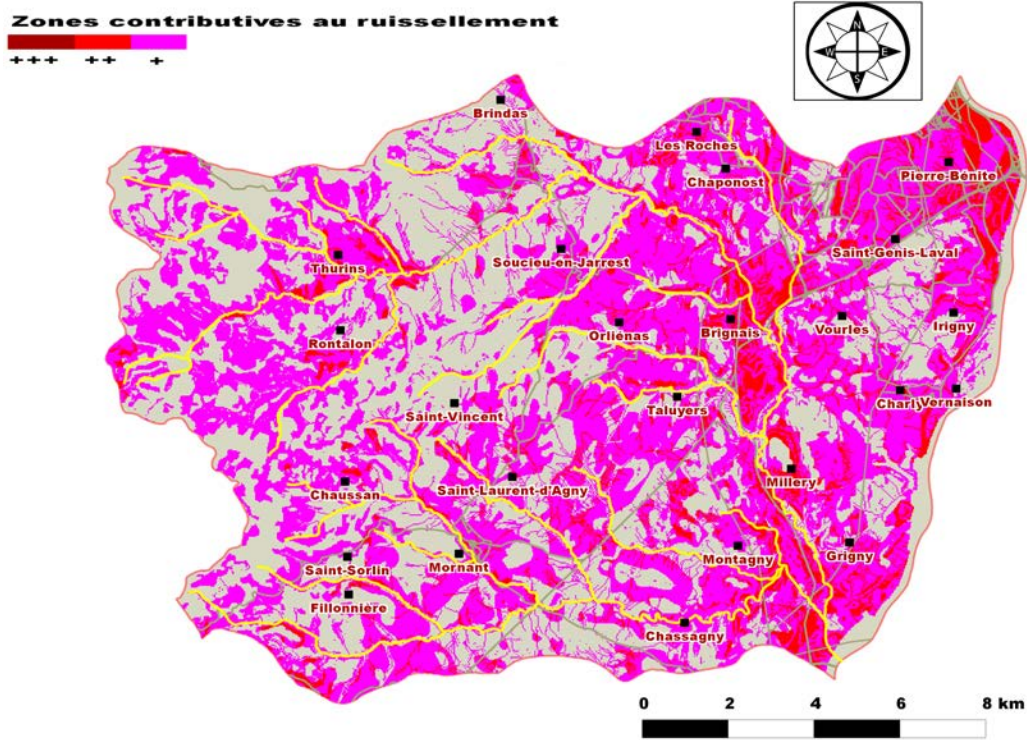 Zones contributives au ruissellement
+++ ++ +
N
W E
S
Brindas
Les Roches
Chaponost
Pierre-Bénite
Thurins
Soucieu-en-Jarrest
Saint-Genis-Laval
Rontalon
Orliénas
Brignais
Vourles
Irigny
Saint-Vincent
Taluyers
Charly
Vernaison
Chaussan
Saint-Laurent-d'Agny
Millery
Saint-Sorlin
Mornant
Montagny
Grigny
Fillonnière
Chassagny
0 2 4 6 8 km